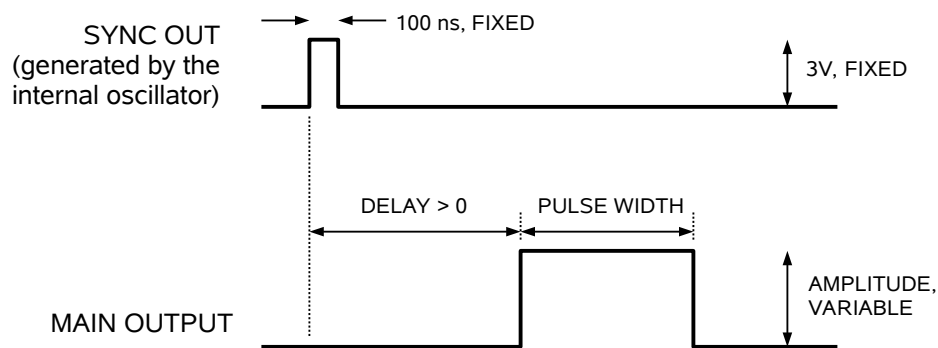 100 ns, FIXED
SYNC OUT
(generated by the
internal oscillator)
3V, FIXED
DELAY > 0
PULSE WIDTH
AMPLITUDE,
VARIABLE
MAIN OUTPUT